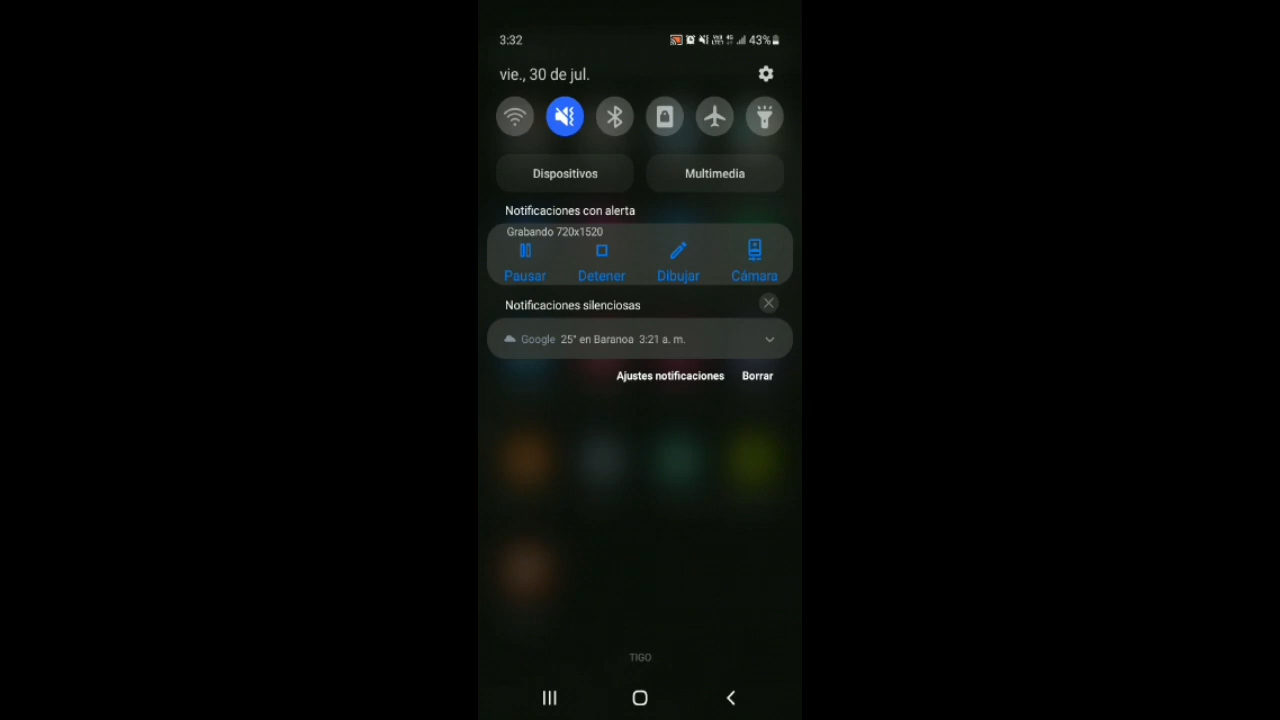 3:32
43%
vie., 30 de jul.
Dispositivos
Multimedia
Notificaciones con alerta
Grabando 720x1520
Pausar
Detener
Dibujar
Cámara
Notificaciones silenciosas
Google 25° en Baranoa 3:21 a. m.
Ajustes notificaciones
Borrar
TIGO